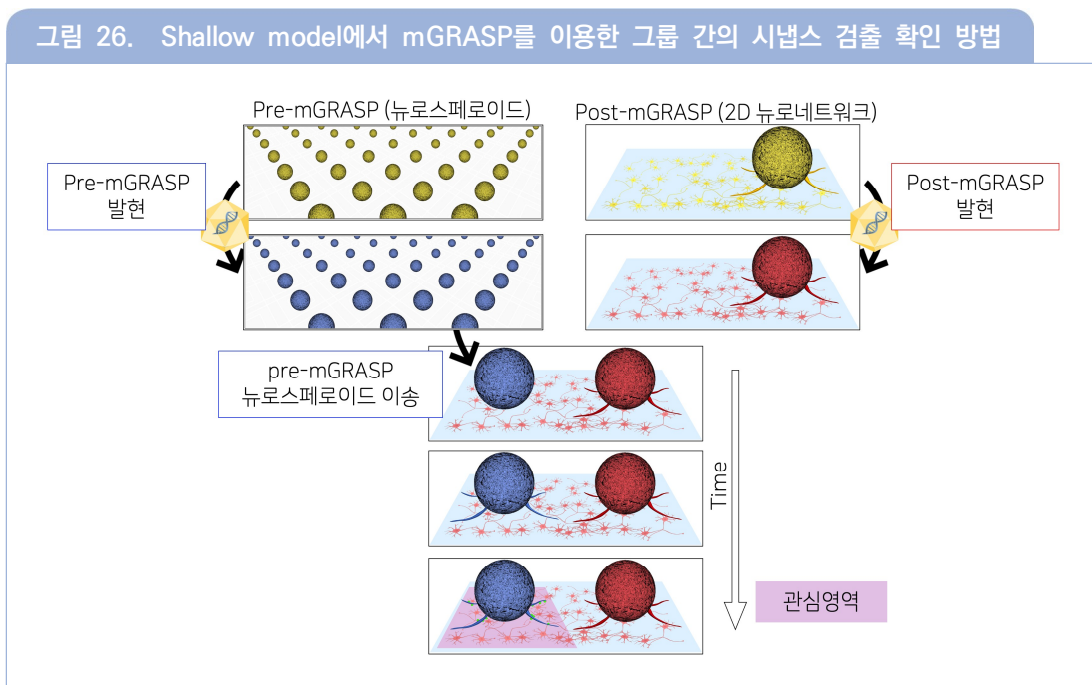 그림 26. Shallow model에서 mGRASP를 이용한 그룹 간의 시냅스 검출 확인 방법
Pre-mGRASP (뉴로스페로이드)
Post-mGRASP (2D 뉴로네트워크)
Pre-mGRASP
발현
Post-mGRASP
발현
pre-mGRASP
뉴로스페로이드 이송
Time
관심영역